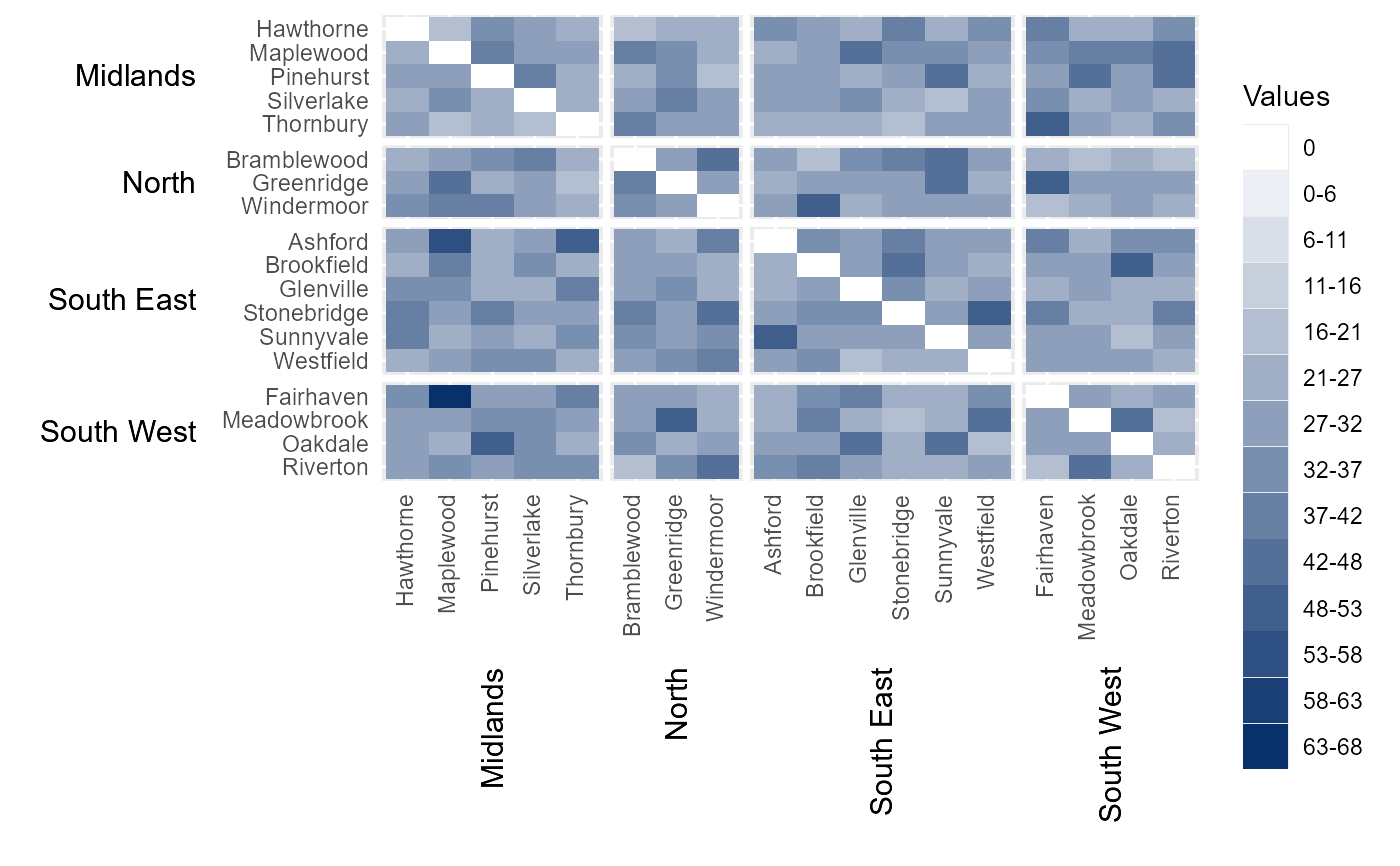 Midlands
Hawthorne
Maplewood
Pinehurst
Silverlake
Thornbury
North
Bramblewood
Greenridge
Windermoor
South East
Ashford
Brookfield
Glenville
Stonebridge
Sunnyvale
Westfield
South West
Fairhaven
Meadowbrook
Oakdale
Riverton
Hawthorne
Maplewood
Pinehurst
Silverlake
Thornbury
Bramblewood
Greenridge
Windermoor
Ashford
Brookfield
Glenville
Stonebridge
Sunnyvale
Westfield
Fairhaven
Meadowbrook
Oakdale
Riverton
Midlands
North
South East
South West
Values
0
0-6
6-11
11-16
16-21
21-27
27-32
32-37
37-42
42-48
48-53
53-58
58-63
63-68